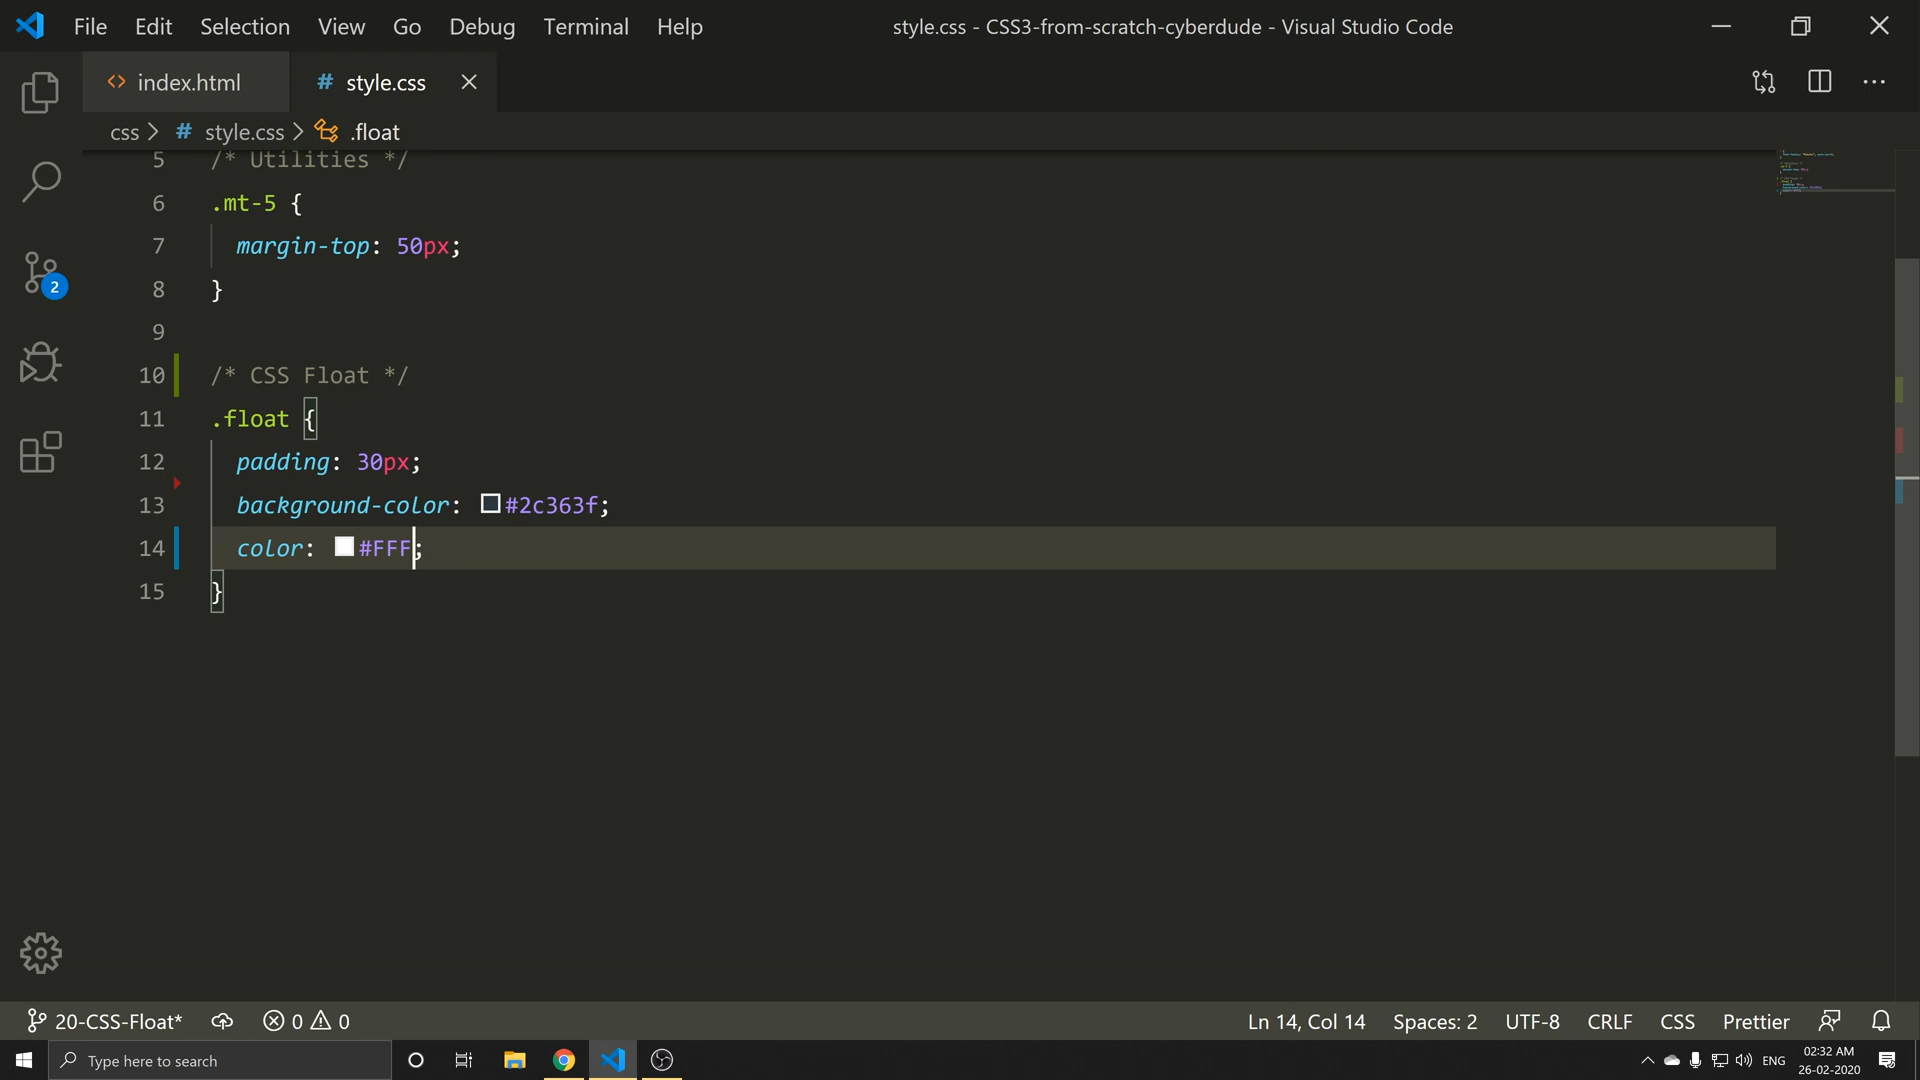 File Edit Selection View Go Debug Terminal Help style.css - CSS3-from-scratch-cyberdude - Visual Studio Code
index.html # style.css
css > # style.css > .float
5 /* Utilities */
6 .mt-5 {
7 margin-top: 50px;
8 }
9
10 /* CSS Float */
11 .float {
12 padding: 30px;
13 background-color: #2c363f;
14 color: #FFF;
15 }
2
20-CSS-Float* 0 0 Ln 14, Col 14 Spaces: 2 UTF-8 CRLF CSS Prettier
Type here to search ENG 02:32 AM
26-02-2020